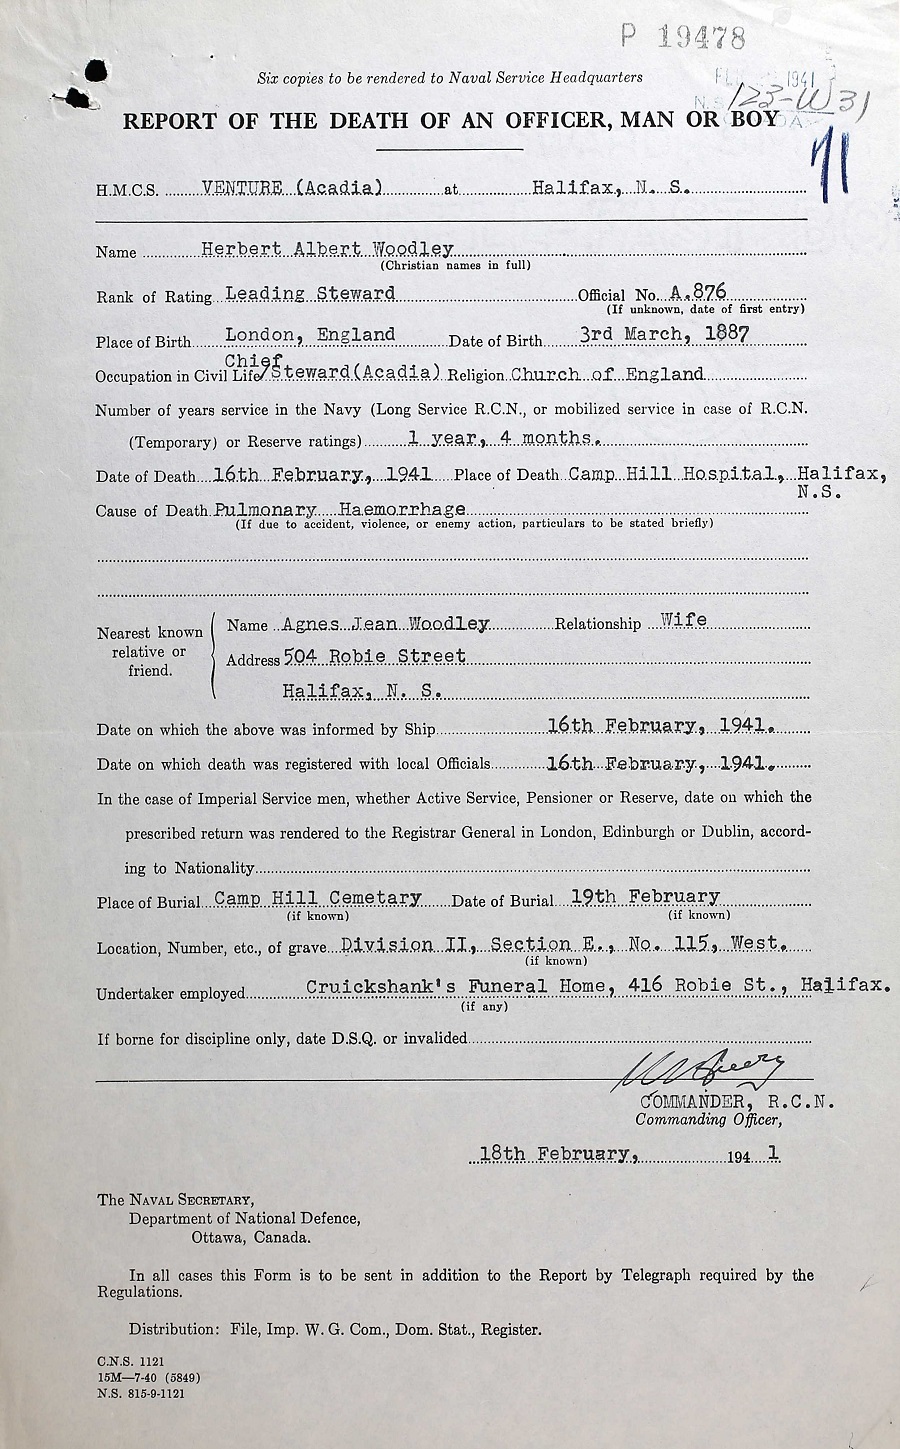 P 19478
Six copies to be rendered to Naval Service Headquarters
1941
123-W31
REPORT OF THE DEATH OF AN OFFICER, MAN OR BOY
71
H.M.C.S. VENTURE (Acadia) at Halifax, N. S.
Name Herbert Albert Woodley
(Christian names in full)
Rank of Rating Leading Steward Official No. A.876
(If unknown, date of first entry)
Place of Birth London, England Date of Birth 3rd March, 1887
Occupation in Civil Life Chief/Steward(Acadia) Religion Church of England
Number of years service in the Navy (Long Service R.C.N., or mobilized service in case of R.C.N.
(Temporary) or Reserve ratings) 1 year, 4 months.
Date of Death 16th February, 1941 Place of Death Camp Hill Hospital, Halifax,
N.S.
Cause of Death Pulmonary Haemorrhage
(If due to accident, violence, or enemy action, particulars to be stated briefly)
Nearest known relative or friend.
Name Agnes Jean Woodley Relationship Wife
Address 504 Robie Street
Halifax, N. S.
Date on which the above was informed by Ship 16th February, 1941.
Date on which death was registered with local Officials 16th February, 1941.
In the case of Imperial Service men, whether Active Service, Pensioner or Reserve, date on which the
prescribed return was rendered to the Registrar General in London, Edinburgh or Dublin, accord-
ing to Nationality
Place of Burial Camp Hill Cemetary Date of Burial 19th February
(if known) (if known)
Location, Number, etc., of grave Division II, Section E., No. 115, West.
(if known)
Undertaker employed Cruickshank's Funeral Home, 416 Robie St., Halifax.
(if any)
If borne for discipline only, date D.S.Q. or invalided
COMMANDER, R.C.N.
Commanding Officer,
18th February, 194 1
The NAVAL SECRETARY,
Department of National Defence,
Ottawa, Canada.
In all cases this Form is to be sent in addition to the Report by Telegraph required by the
Regulations.
Distribution: File, Imp. W. G. Com., Dom. Stat., Register.
C.N.S. 1121
15M—7-40 (5849)
N.S. 815-9-1121